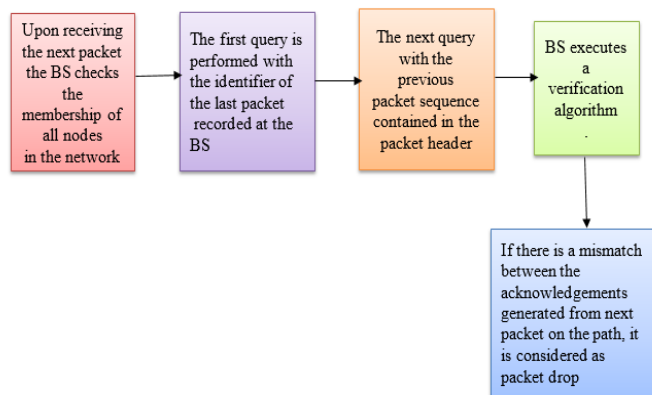 Upon receiving
the next packet
the BS checks
the
membership of
all nodes
in the network
The first query is
performed with
the identifier of
the last packet
recorded at the
BS
The next query
with the
previous
packet sequence
contained in the
packet header
BS executes
a
verification
algorithm
.
If there is a mismatch
between the
acknowledgements
generated from next
packet on the path, it
is considered as
packet drop